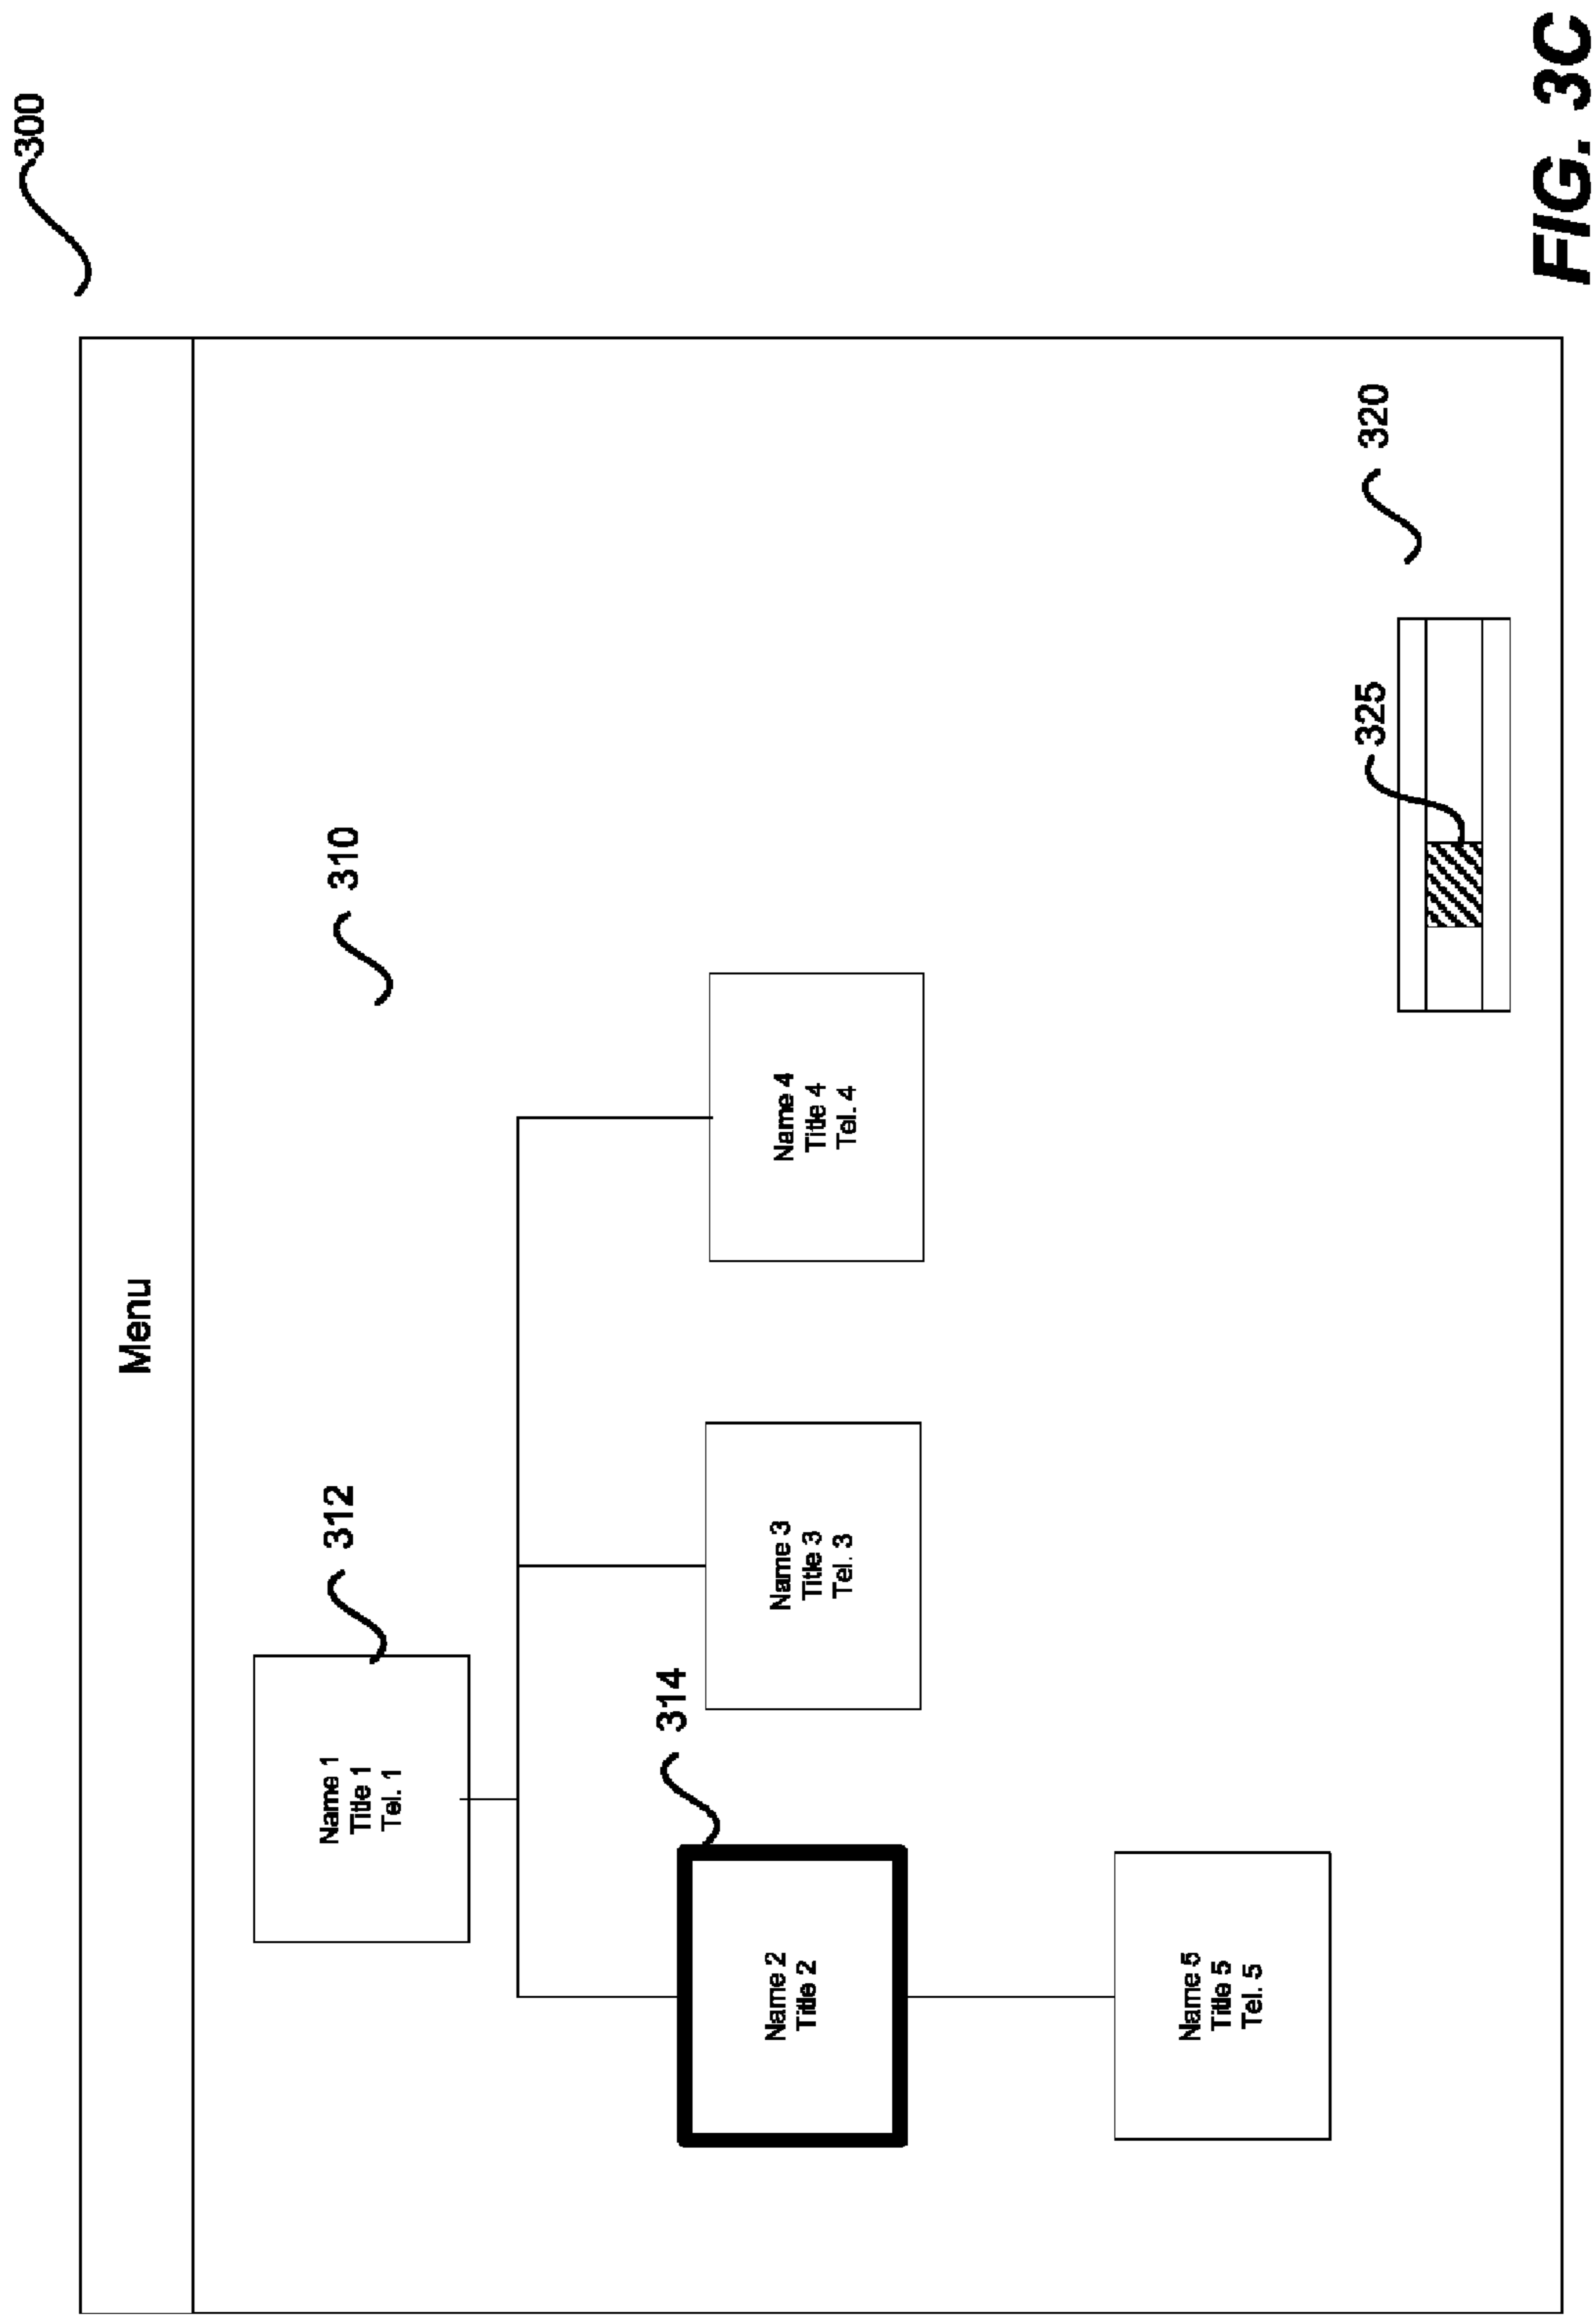 300
Menu
312
310
Name 1
Title 1
Tel. 1
314
Name 2
Title 2
Name 3
Title 3
Tel. 3
Name 4
Title 4
Tel. 4
Name 5
Title 5
Tel. 5
325
320
FIG. 3C